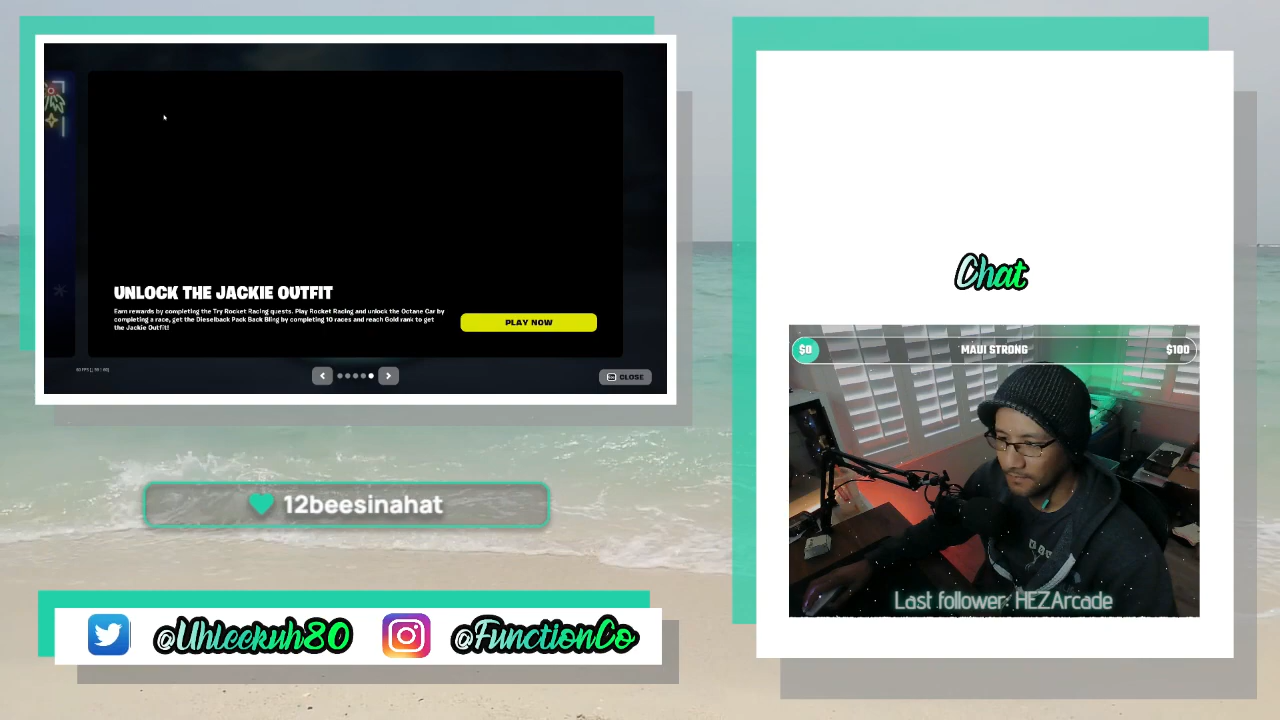 UNLOCK THE JACKIE OUTFIT
Earn rewards by completing the Try Rocket Racing quests. Play Rocket Racing and unlock the Octane Car by
completing a race, get the Dieselback Pack Back Bling by completing 10 races and reach Gold rank to get
the Jackie Outfit!
PLAY NOW
CLOSE
12beesinahat
@Uhleekuh80
@FunctionCo
Chat
$0
MAUI STRONG
$100
Last follower: HEZArcade